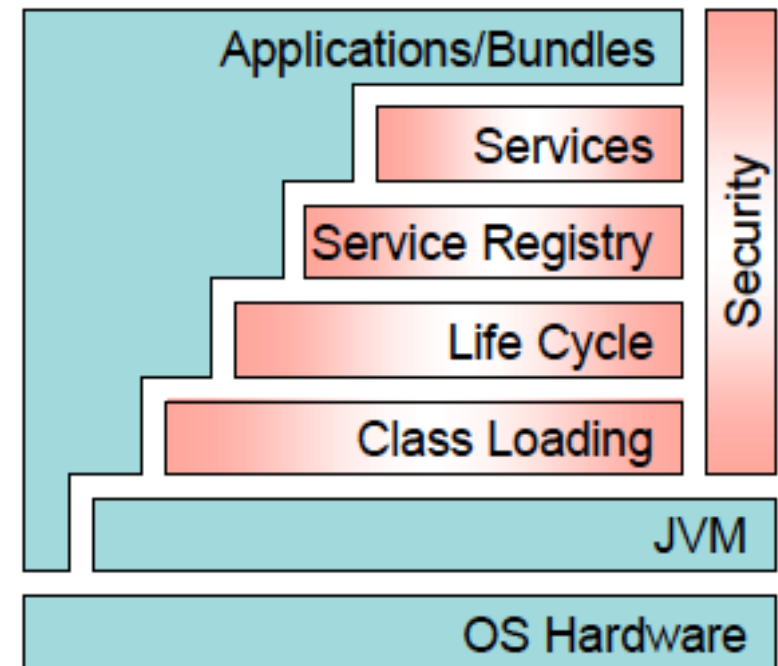 Applications/Bundles
Services
Service Registry
Life Cycle
Class Loading
Security
JVM
OS Hardware